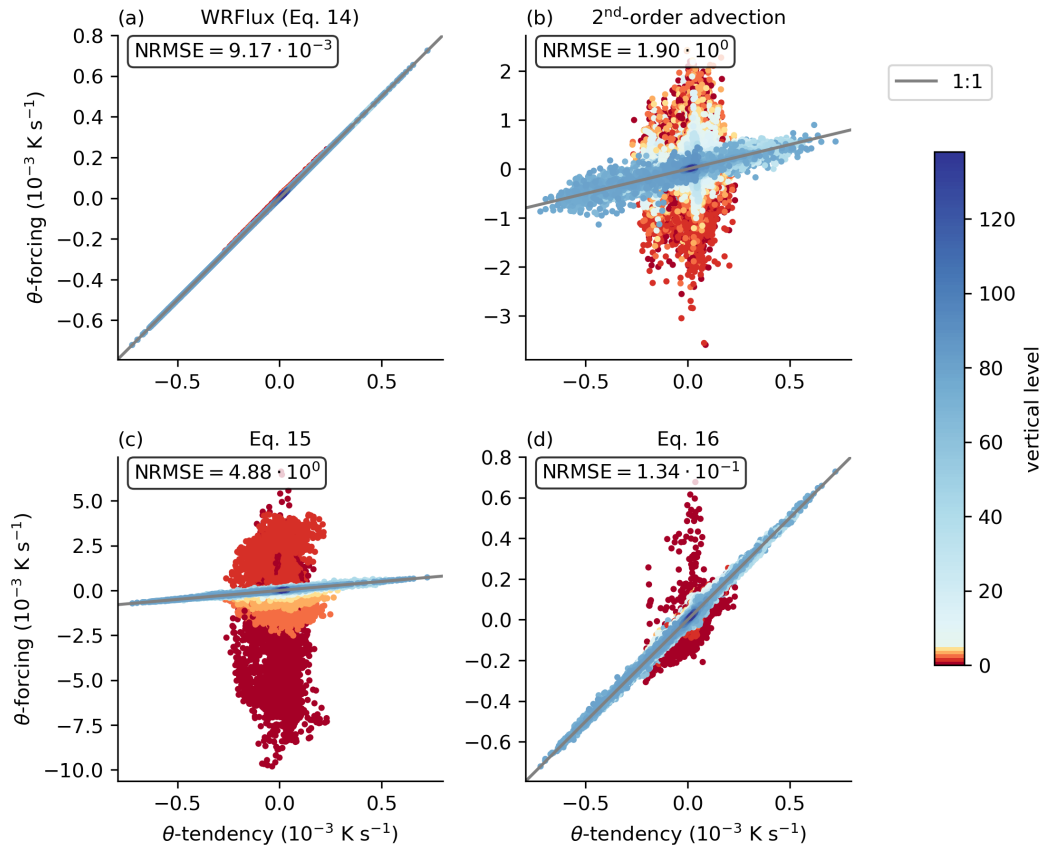 (a) WRFlux (Eq. 14)
NRMSE = 9.17 · 10⁻³
0.8
0.6
0.4
0.2
0.0
−0.2
−0.4
−0.6
θ-forcing (10⁻³ K s⁻¹)
−0.5 0.0 0.5
(b) 2ⁿᵈ-order advection
NRMSE = 1.90 · 10⁰
2
1
0
−1
−2
−3
−0.5 0.0 0.5
1:1
(c) Eq. 15
NRMSE = 4.88 · 10⁰
5.0
2.5
0.0
−2.5
−5.0
−7.5
−10.0
θ-forcing (10⁻³ K s⁻¹)
−0.5 0.0 0.5
θ-tendency (10⁻³ K s⁻¹)
(d) Eq. 16
NRMSE = 1.34 · 10⁻¹
0.8
0.6
0.4
0.2
0.0
−0.2
−0.4
−0.6
−0.5 0.0 0.5
θ-tendency (10⁻³ K s⁻¹)
120
100
80
60
40
20
0
vertical level